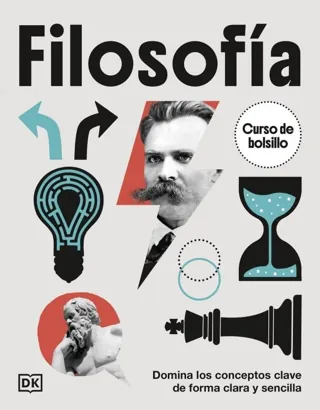 Filosofía
Curso de
bolsillo
DK
Domina los conceptos clave
de forma clara y sencilla